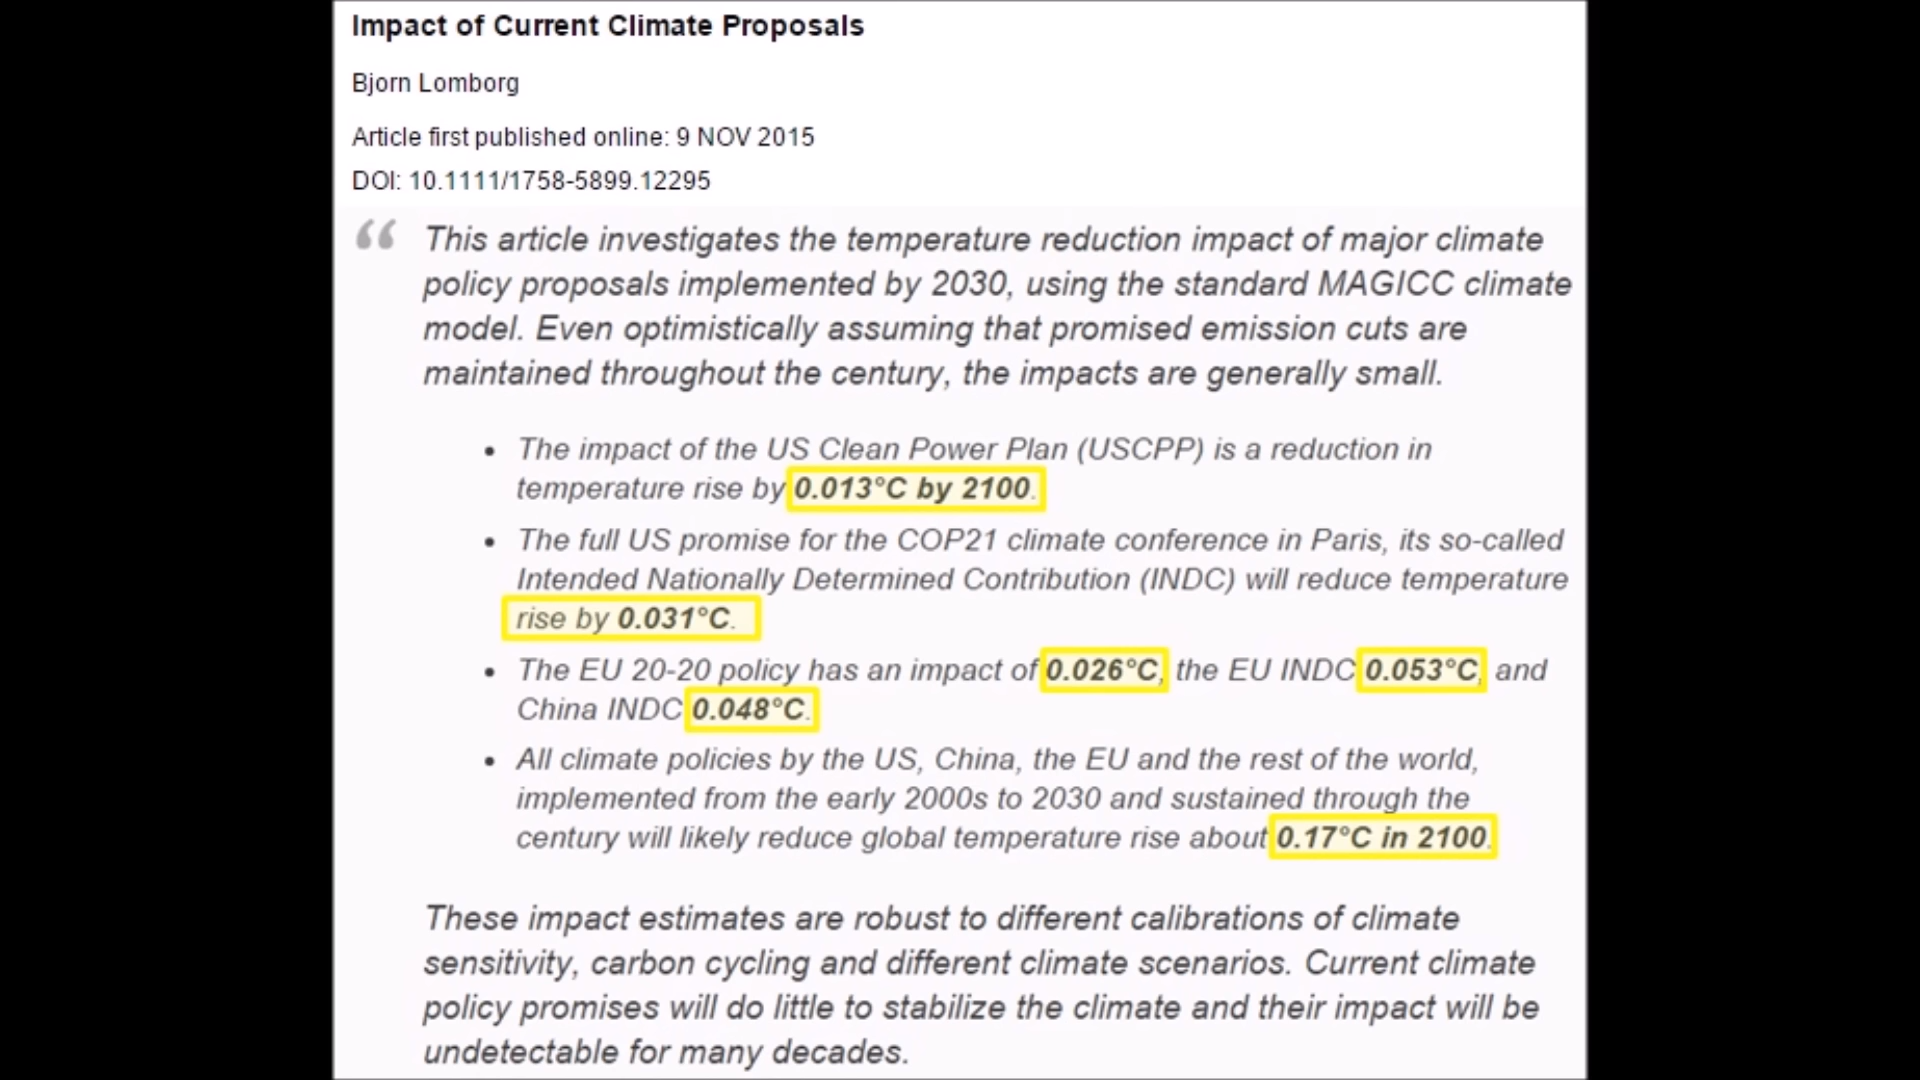 Impact of Current Climate Proposals
Bjorn Lomborg
Article first published online: 9 NOV 2015
DOI: 10.1111/1758-5899.12295
“ This article investigates the temperature reduction impact of major climate
policy proposals implemented by 2030, using the standard MAGICC climate
model. Even optimistically assuming that promised emission cuts are
maintained throughout the century, the impacts are generally small.
• The impact of the US Clean Power Plan (USCPP) is a reduction in
temperature rise by 0.013°C by 2100.
• The full US promise for the COP21 climate conference in Paris, its so-called
Intended Nationally Determined Contribution (INDC) will reduce temperature
rise by 0.031°C.
• The EU 20-20 policy has an impact of 0.026°C, the EU INDC 0.053°C, and
China INDC 0.048°C.
• All climate policies by the US, China, the EU and the rest of the world,
implemented from the early 2000s to 2030 and sustained through the
century will likely reduce global temperature rise about 0.17°C in 2100.
These impact estimates are robust to different calibrations of climate
sensitivity, carbon cycling and different climate scenarios. Current climate
policy promises will do little to stabilize the climate and their impact will be
undetectable for many decades.